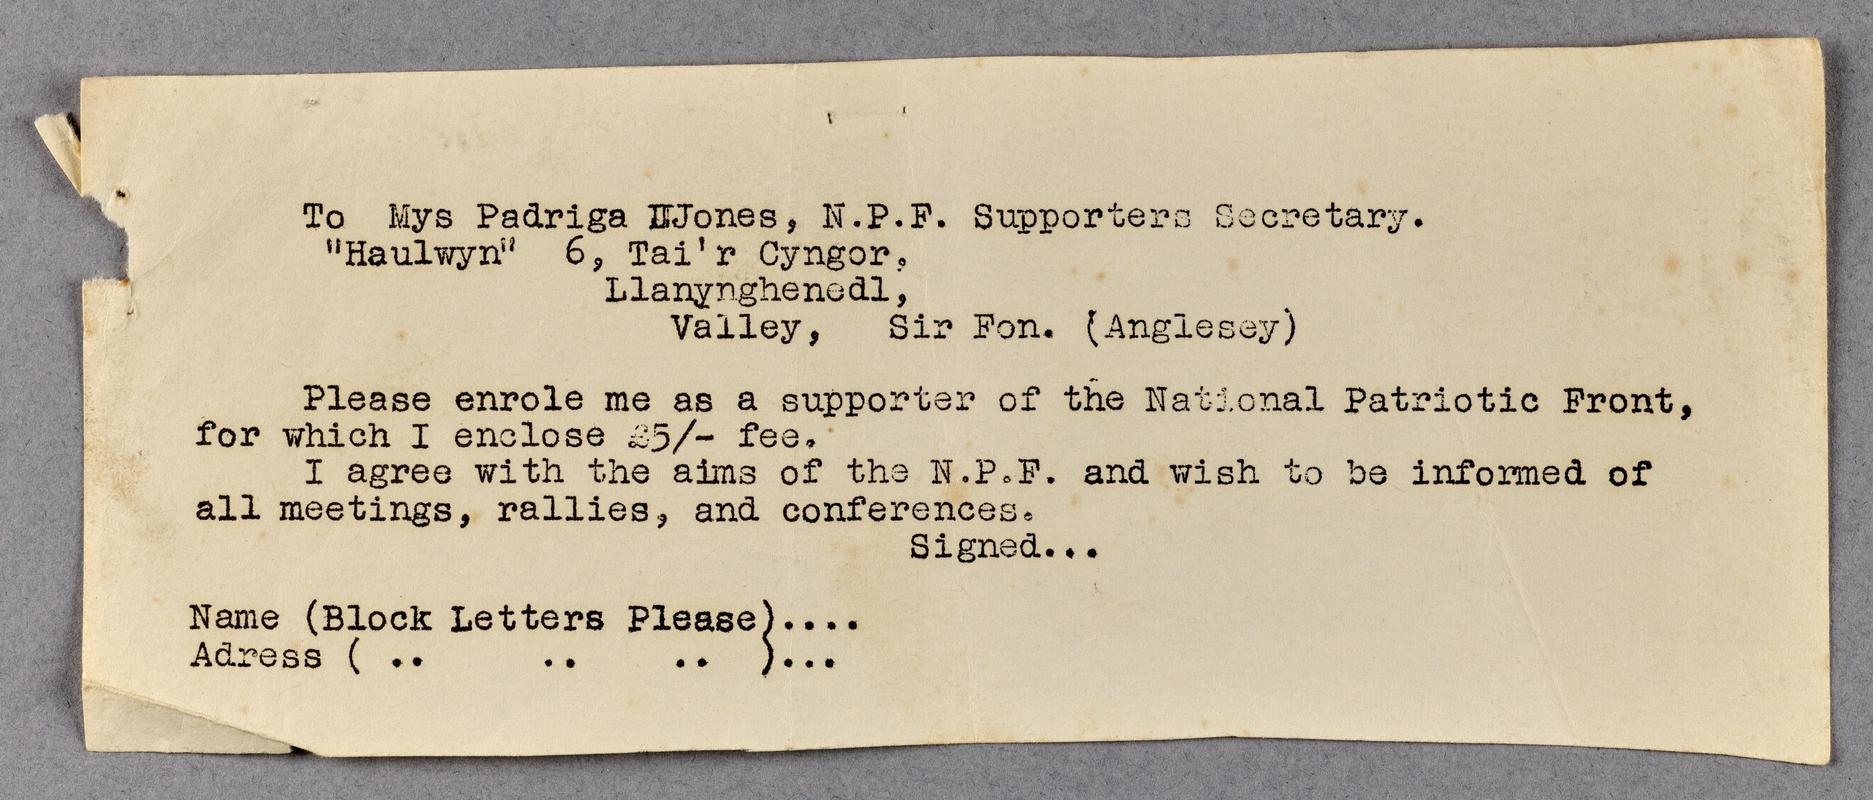 To Mys Padriga Jones, N.P.F. Supporters Secretary.
"Haulwyn" 6, Tai'r Cyngor,
Llanynghenedl,
Valley, Sir Fon. (Anglesey)
Please enrole me as a supporter of the National Patriotic Front,
for which I enclose £5/- fee.
I agree with the aims of the N.P.F. and wish to be informed of
all meetings, rallies, and conferences.
Signed...
Name (Block Letters Please)....
Adress ( .. .. .. )...